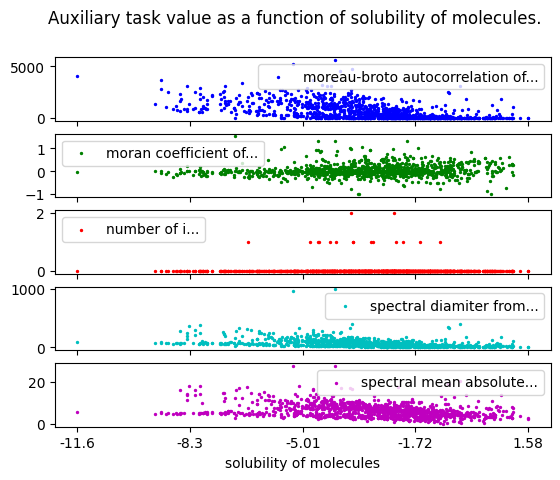 Auxiliary task value as a function of solubility of molecules.
5000
0
moreau-broto autocorrelation of...
1
0
−1
moran coefficient of...
2
0
number of i...
1000
0
spectral diamiter from...
20
0
spectral mean absolute...
-11.6 -8.3 -5.01 -1.72 1.58
solubility of molecules